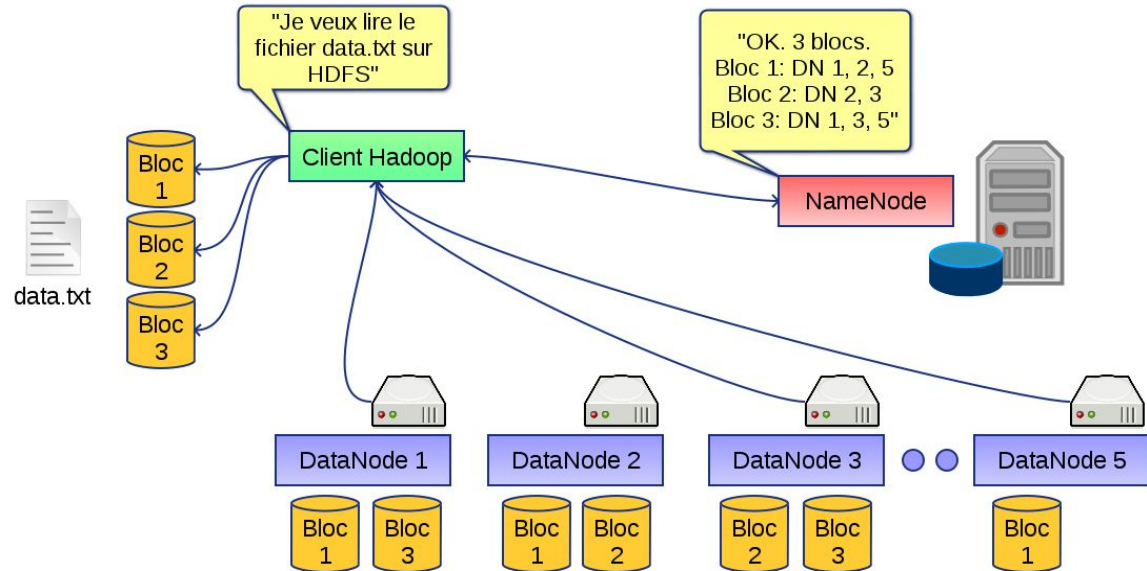 "Je veux lire le
fichier data.txt sur
HDFS"
"OK. 3 blocs.
Bloc 1: DN 1, 2, 5
Bloc 2: DN 2, 3
Bloc 3: DN 1, 3, 5"
Client Hadoop
NameNode
Bloc
1
Bloc
2
Bloc
3
data.txt
DataNode 1
DataNode 2
DataNode 3
DataNode 5
Bloc
1
Bloc
3
Bloc
1
Bloc
2
Bloc
2
Bloc
3
Bloc
1